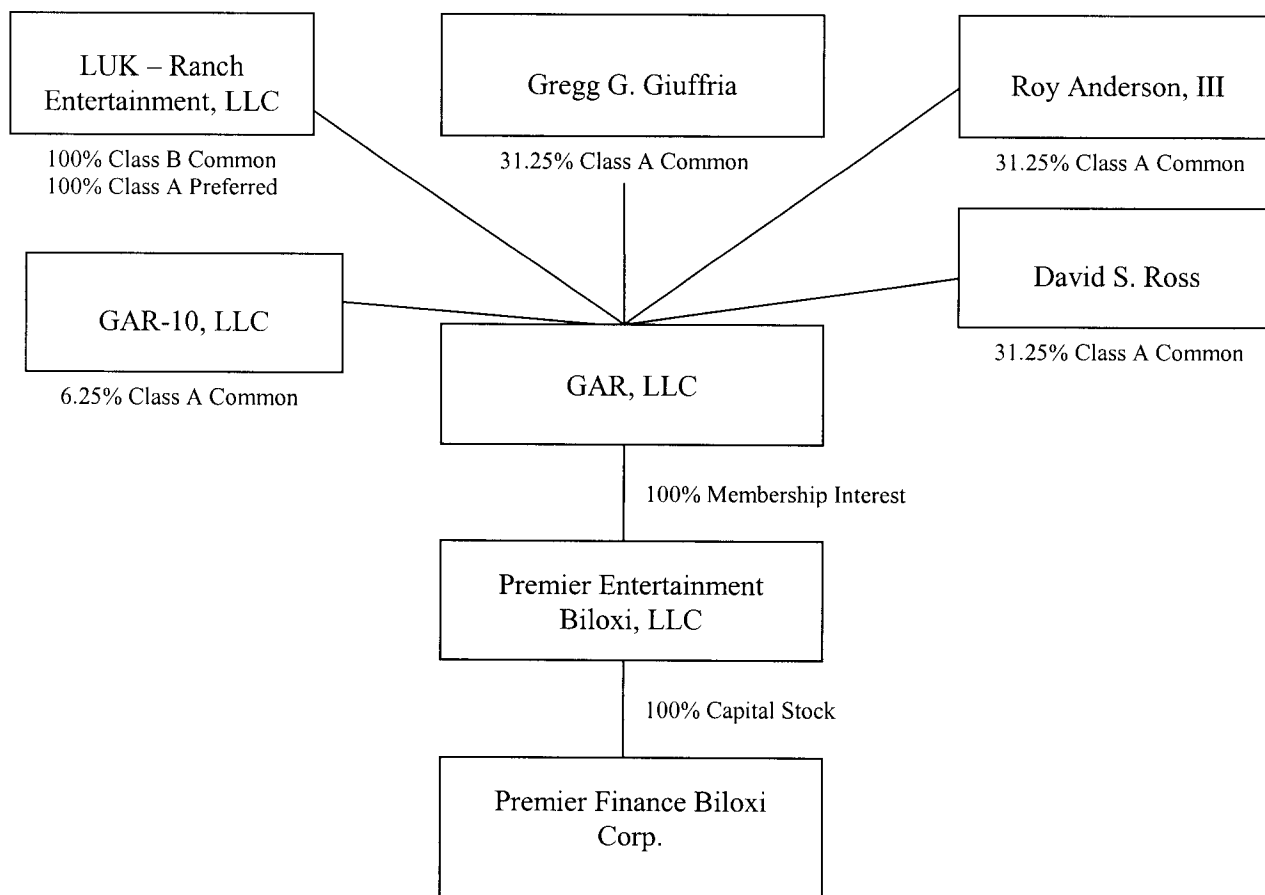 LUK – Ranch
Entertainment, LLC
100% Class B Common
100% Class A Preferred
Gregg G. Giuffria
31.25% Class A Common
Roy Anderson, III
31.25% Class A Common
GAR-10, LLC
6.25% Class A Common
David S. Ross
31.25% Class A Common
GAR, LLC
100% Membership Interest
Premier Entertainment
Biloxi, LLC
100% Capital Stock
Premier Finance Biloxi
Corp.